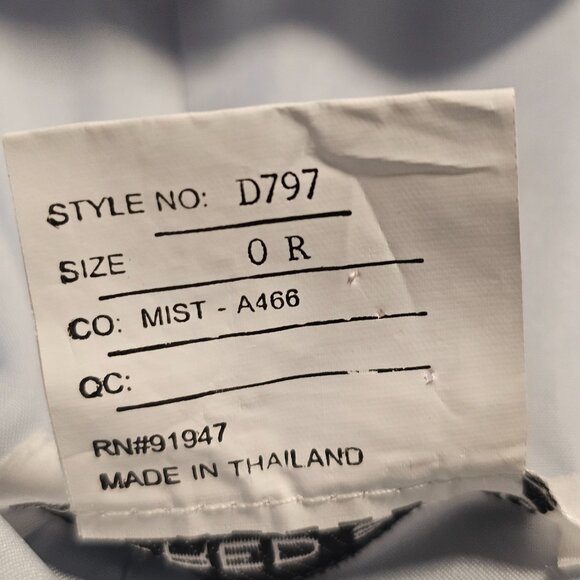 STYLE NO: D797
SIZE 0 R
CO: MIST - A466
QC:
RN#91947
MADE IN THAILAND